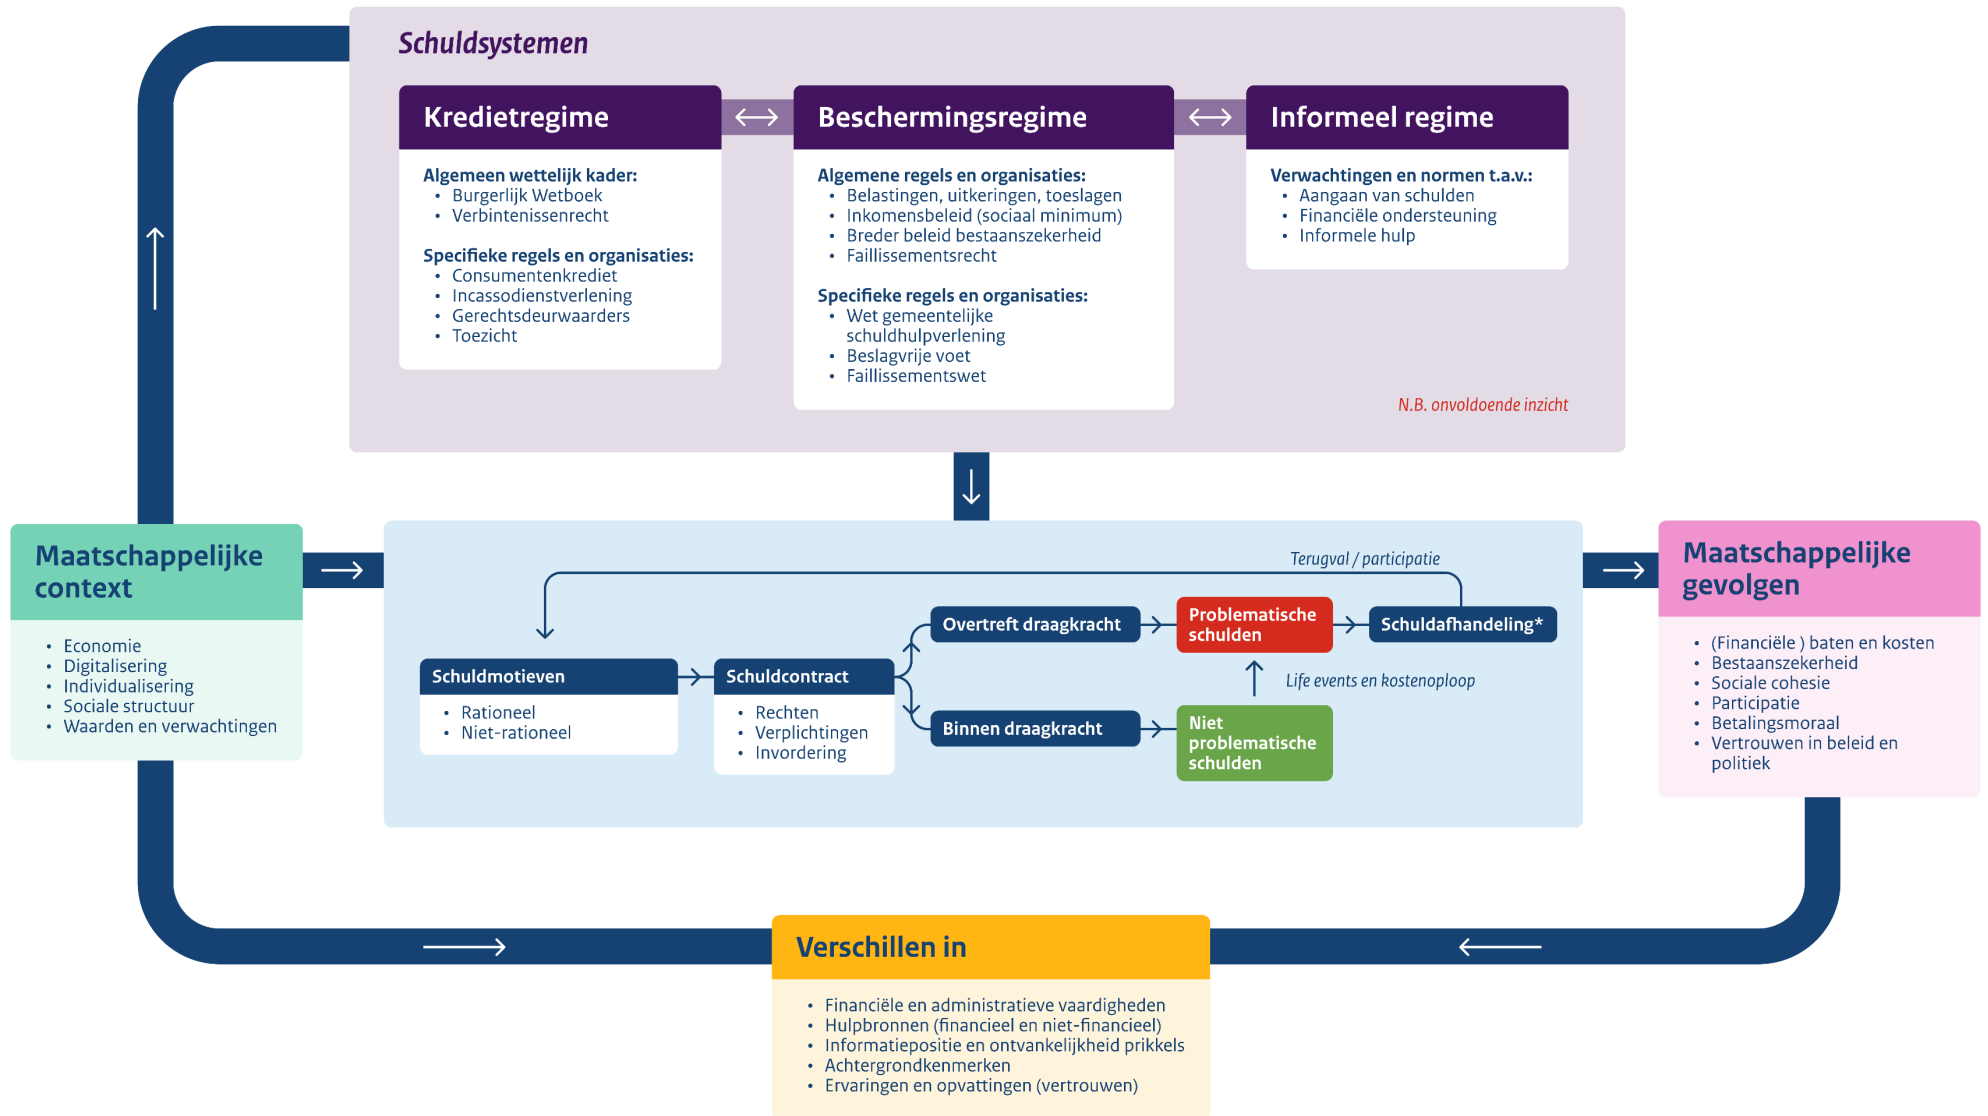 Schuldsystemen
Kredietregime
Algemeen wettelijk kader:
• Burgerlijk Wetboek
• Verbintenissenrecht
Specifieke regels en organisaties:
• Consumentenkrediet
• Incassodienstverlening
• Gerechtsdeurwaarders
• Toezicht
Beschermingsregime
Algemene regels en organisaties:
• Belastingen, uitkeringen, toeslagen
• Inkomensbeleid (sociaal minimum)
• Breder beleid bestaanszekerheid
• Faillissementsrecht
Specifieke regels en organisaties:
• Wet gemeentelijke
schuldhulpverlening
• Beslagvrije voet
• Faillissementswet
Informeel regime
Verwachtingen en normen t.a.v.:
• Aangaan van schulden
• Financiële ondersteuning
• Informele hulp
N.B. onvoldoende inzicht
Maatschappelijke
context
• Economie
• Digitalisering
• Individualisering
• Sociale structuur
• Waarden en verwachtingen
Terugval / participatie
Schuldmotieven
• Rationeel
• Niet-rationeel
Schuldcontract
• Rechten
• Verplichtingen
• Invordering
Overtreft draagkracht
Problematische
schulden
Schuldafhandeling*
Life events en kostenoploop
Binnen draagkracht
Niet
problematische
schulden
Maatschappelijke
gevolgen
• (Financiële ) baten en kosten
• Bestaanszekerheid
• Sociale cohesie
• Participatie
• Betalingsmoraal
• Vertrouwen in beleid en
politiek
Verschillen in
• Financiële en administratieve vaardigheden
• Hulpbronnen (financieel en niet-financieel)
• Informatiepositie en ontvankelijkheid prikkels
• Achtergrondkenmerken
• Ervaringen en opvattingen (vertrouwen)